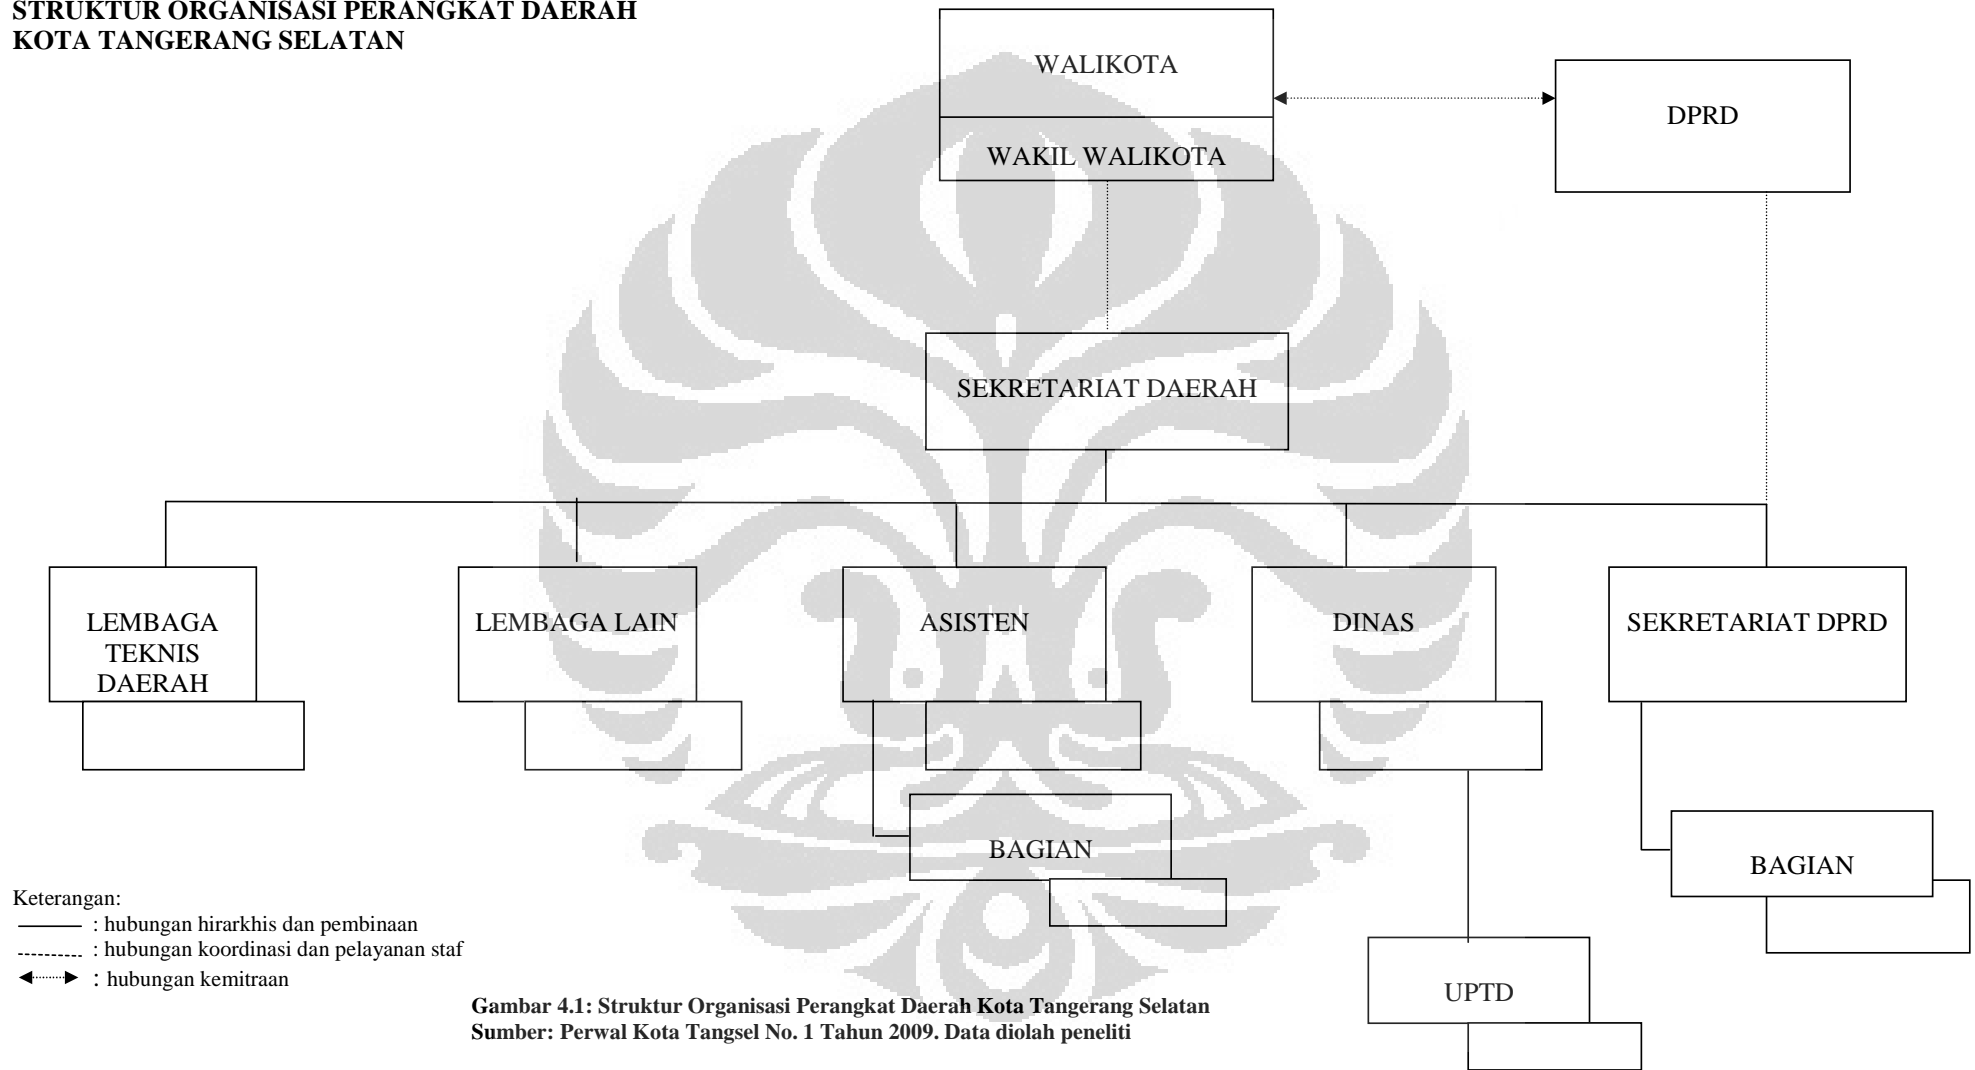 STRUKTUR ORGANISASI PERANGKAT DAERAH
KOTA TANGERANG SELATAN
WALIKOTA
WAKIL WALIKOTA
DPRD
SEKRETARIAT DAERAH
LEMBAGA
TEKNIS
DAERAH
LEMBAGA LAIN
ASISTEN
DINAS
SEKRETARIAT DPRD
BAGIAN
BAGIAN
UPTD
Keterangan:
: hubungan hirarkhis dan pembinaan
: hubungan koordinasi dan pelayanan staf
: hubungan kemitraan
Gambar 4.1: Struktur Organisasi Perangkat Daerah Kota Tangerang Selatan
Sumber: Perwal Kota Tangsel No. 1 Tahun 2009. Data diolah peneliti